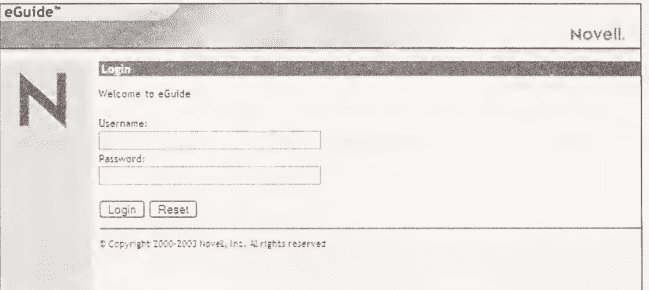 eGuide™
Novell.
N
Login
Welcome to eGuide
Username:
Password:
Login Reset
© Copyright 2000-2003 Novell, Inc. All rights reserved